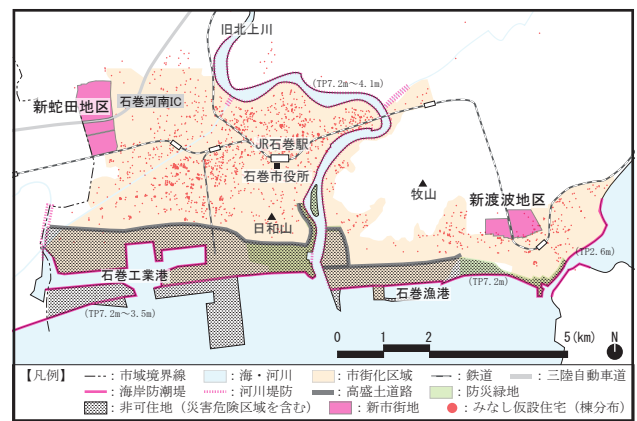 旧北上川
(TP7.2m～4.1m)
新蛇田地区
石巻河南IC
JR石巻駅
石巻市役所
牧山
新渡波地区
日和山
(TP2.6m)
石巻工業港
(TP7.2m)
石巻漁港
(TP7.2m～3.5m)
0 1 2 5(km) N
【凡例】 : 市域境界線 : 海・河川 : 市街化区域 : 鉄道 : 三陸自動車道
: 海岸防潮堤 : 河川堤防 : 高盛土道路 : 防災緑地
: 非可住地（災害危険区域を含む） : 新市街地 : みなし仮設住宅（棟分布）